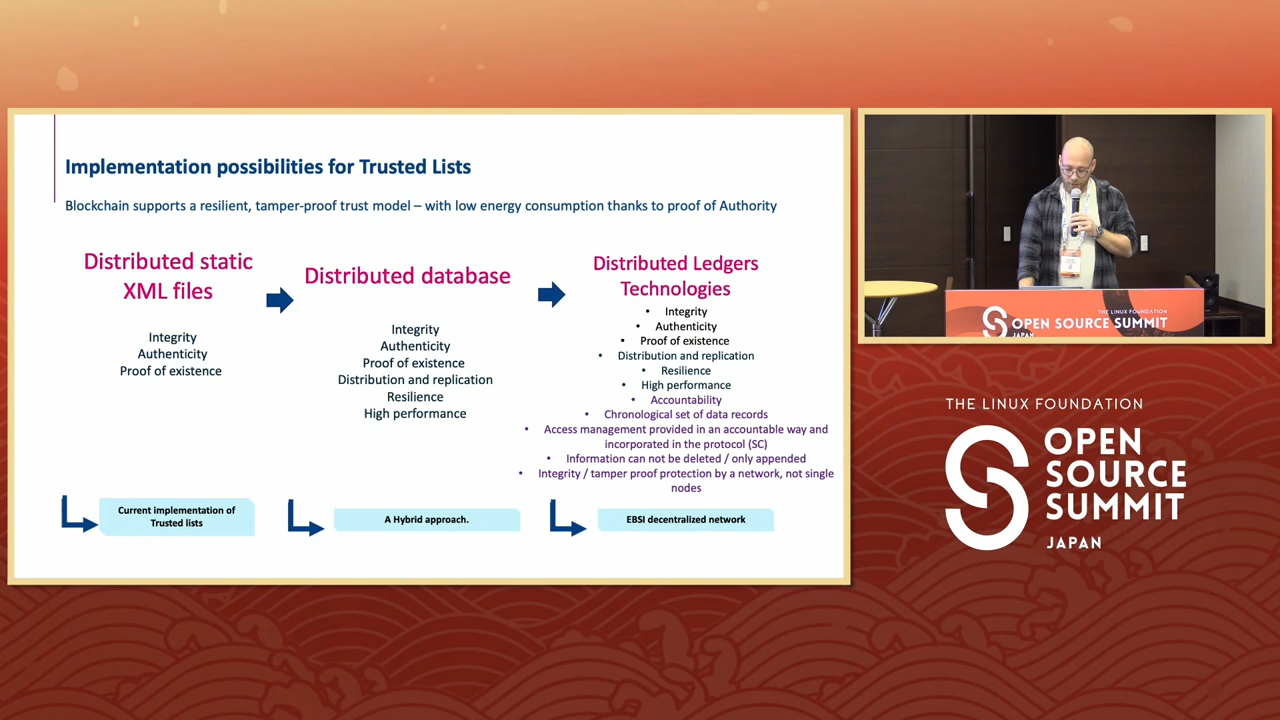 Implementation possibilities for Trusted Lists
Blockchain supports a resilient, tamper-proof trust model – with low energy consumption thanks to proof of Authority
Distributed static
XML files
Integrity
Authenticity
Proof of existence
Current implementation of
Trusted lists
Distributed database
Integrity
Authenticity
Proof of existence
Distribution and replication
Resilience
High performance
A Hybrid approach.
Distributed Ledgers
Technologies
• Integrity
• Authenticity
• Proof of existence
• Distribution and replication
• Resilience
• High performance
• Accountability
• Chronological set of data records
• Access management provided in an accountable way and
incorporated in the protocol (SC)
• Information can not be deleted / only appended
• Integrity / tamper proof protection by a network, not single
nodes
EBSI decentralized network
THE LINUX FOUNDATION
OPEN SOURCE SUMMIT
JAPAN
THE LINUX FOUNDATION
OPEN
SOURCE
SUMMIT
JAPAN